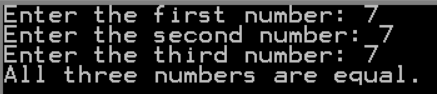 Enter the first number: 7
Enter the second number: 7
Enter the third number: 7
All three numbers are equal.